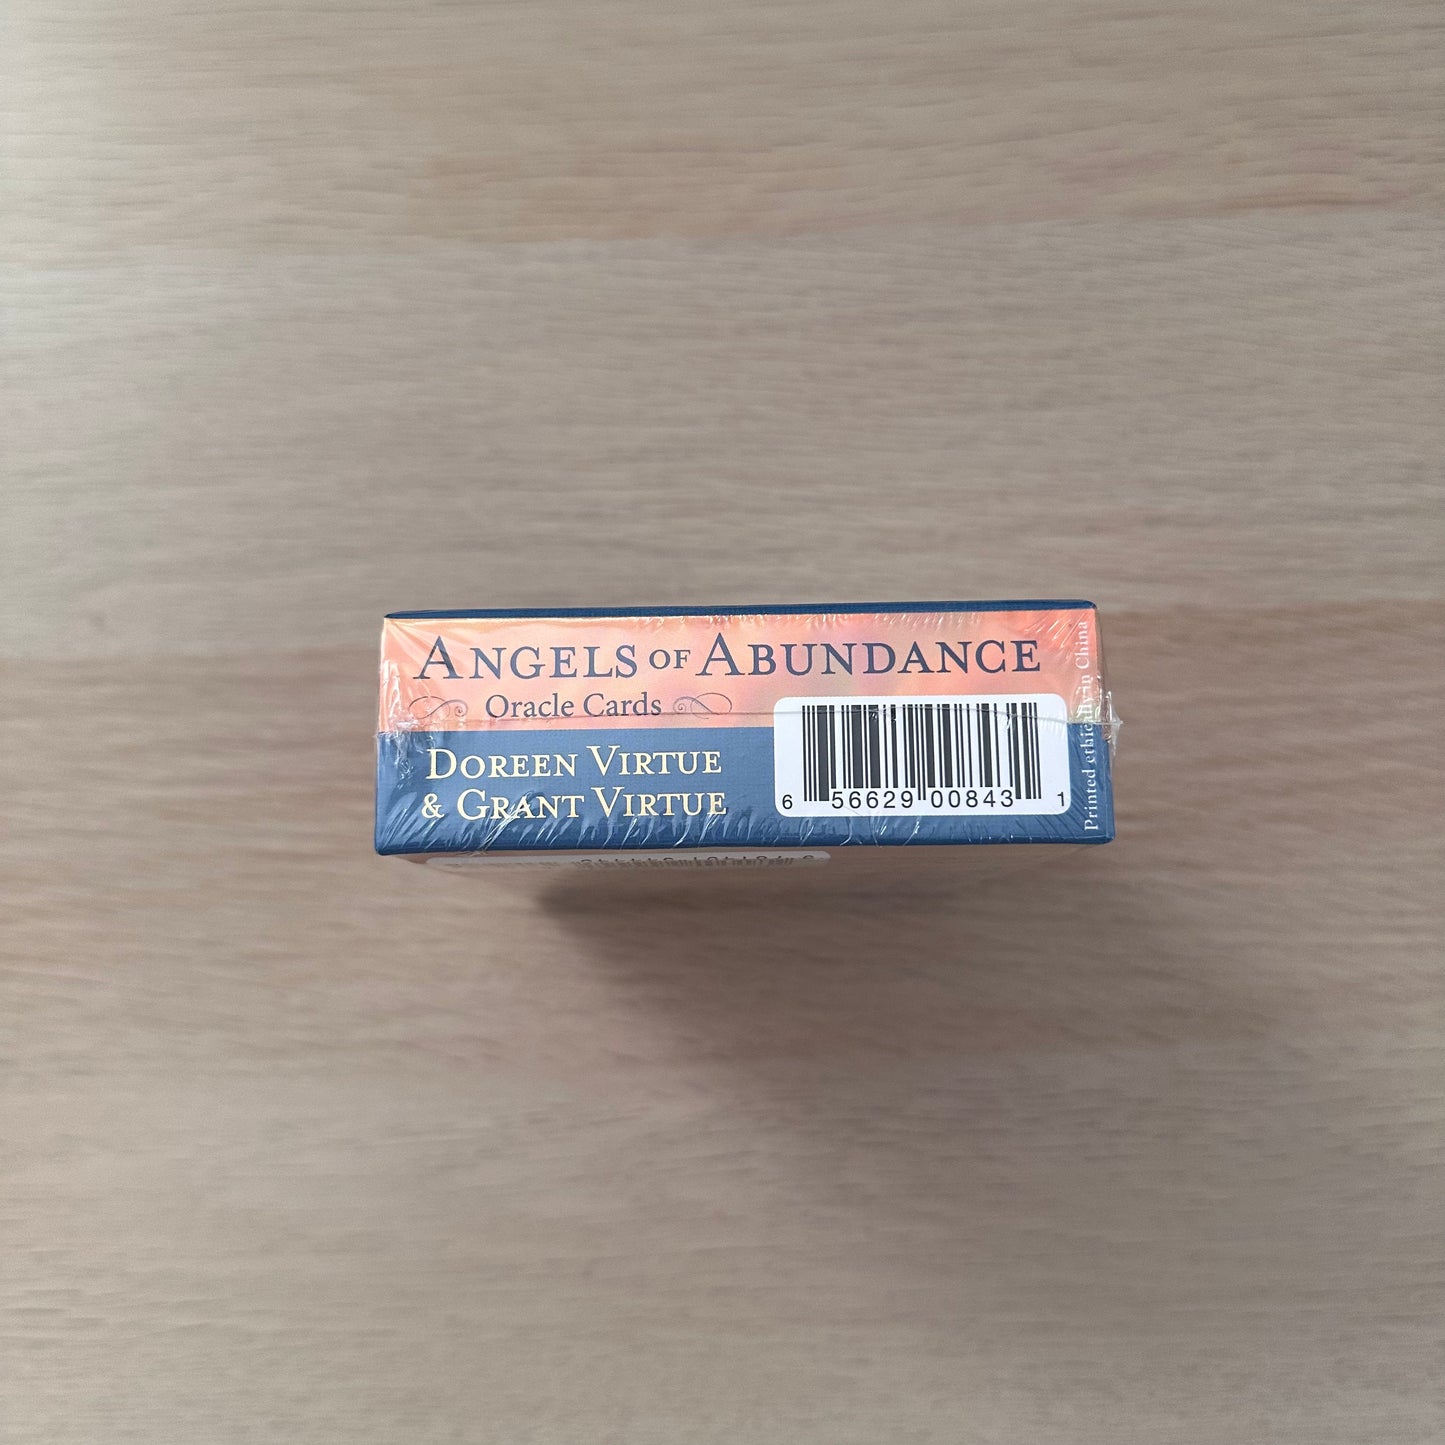 ANGELS OF ABUNDANCE
Oracle Cards
DOREEN VIRTUE
& GRANT VIRTUE
6 56629 00843 1
Printed ethically in China